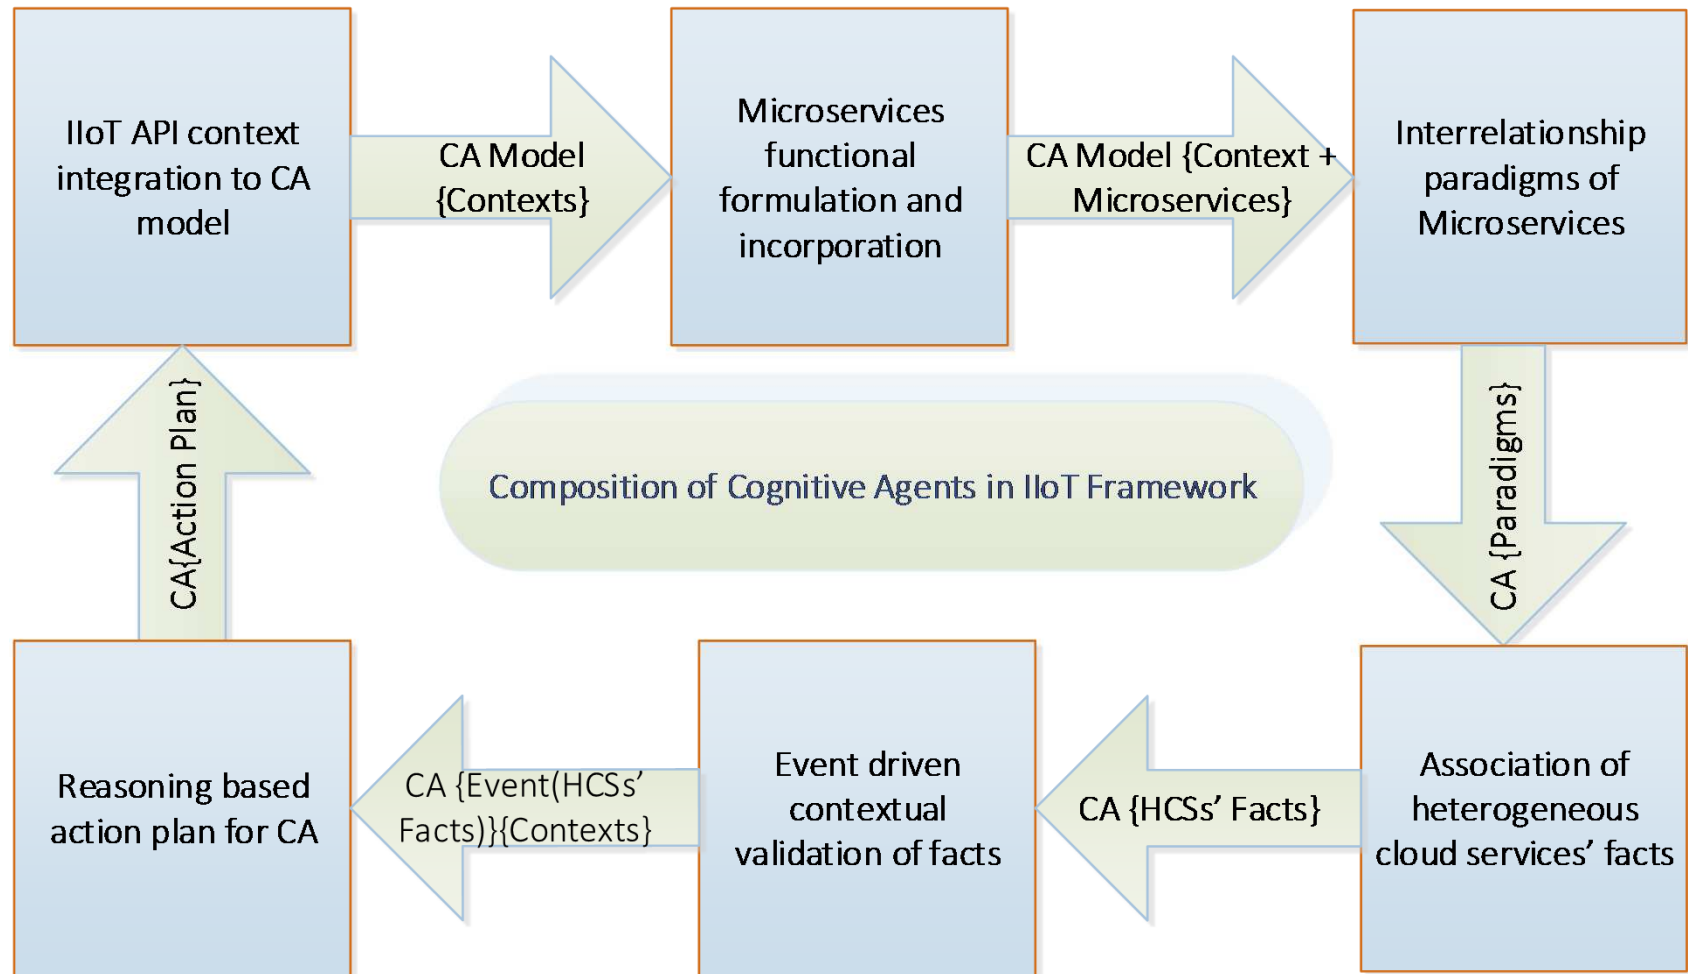 IIoT API context
integration to CA
model
CA Model
{Contexts}
Microservices
functional
formulation and
incorporation
CA Model {Context +
Microservices}
Interrelationship
paradigms of
Microservices
CA {Paradigms}
Composition of Cognitive Agents in IIoT Framework
CA{Action Plan}
Association of
heterogeneous
cloud services’ facts
CA {HCSs’ Facts}
Event driven
contextual
validation of facts
CA {Event(HCSs’
Facts)}{Contexts}
Reasoning based
action plan for CA